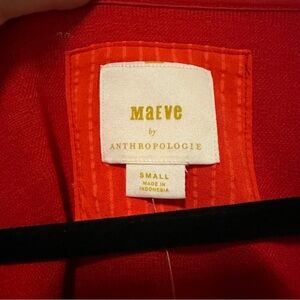 MaEVe
by
ANTHROPOLOGIE
SMALL
MADE IN
INDONESIA